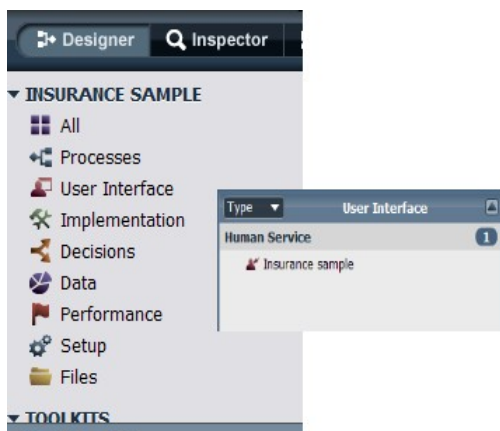 Designer Inspector
INSURANCE SAMPLE
All
Processes
User Interface
Implementation
Decisions
Data
Performance
Setup
Files
TOOLKITS
Type User Interface
Human Service 1
Insurance sample